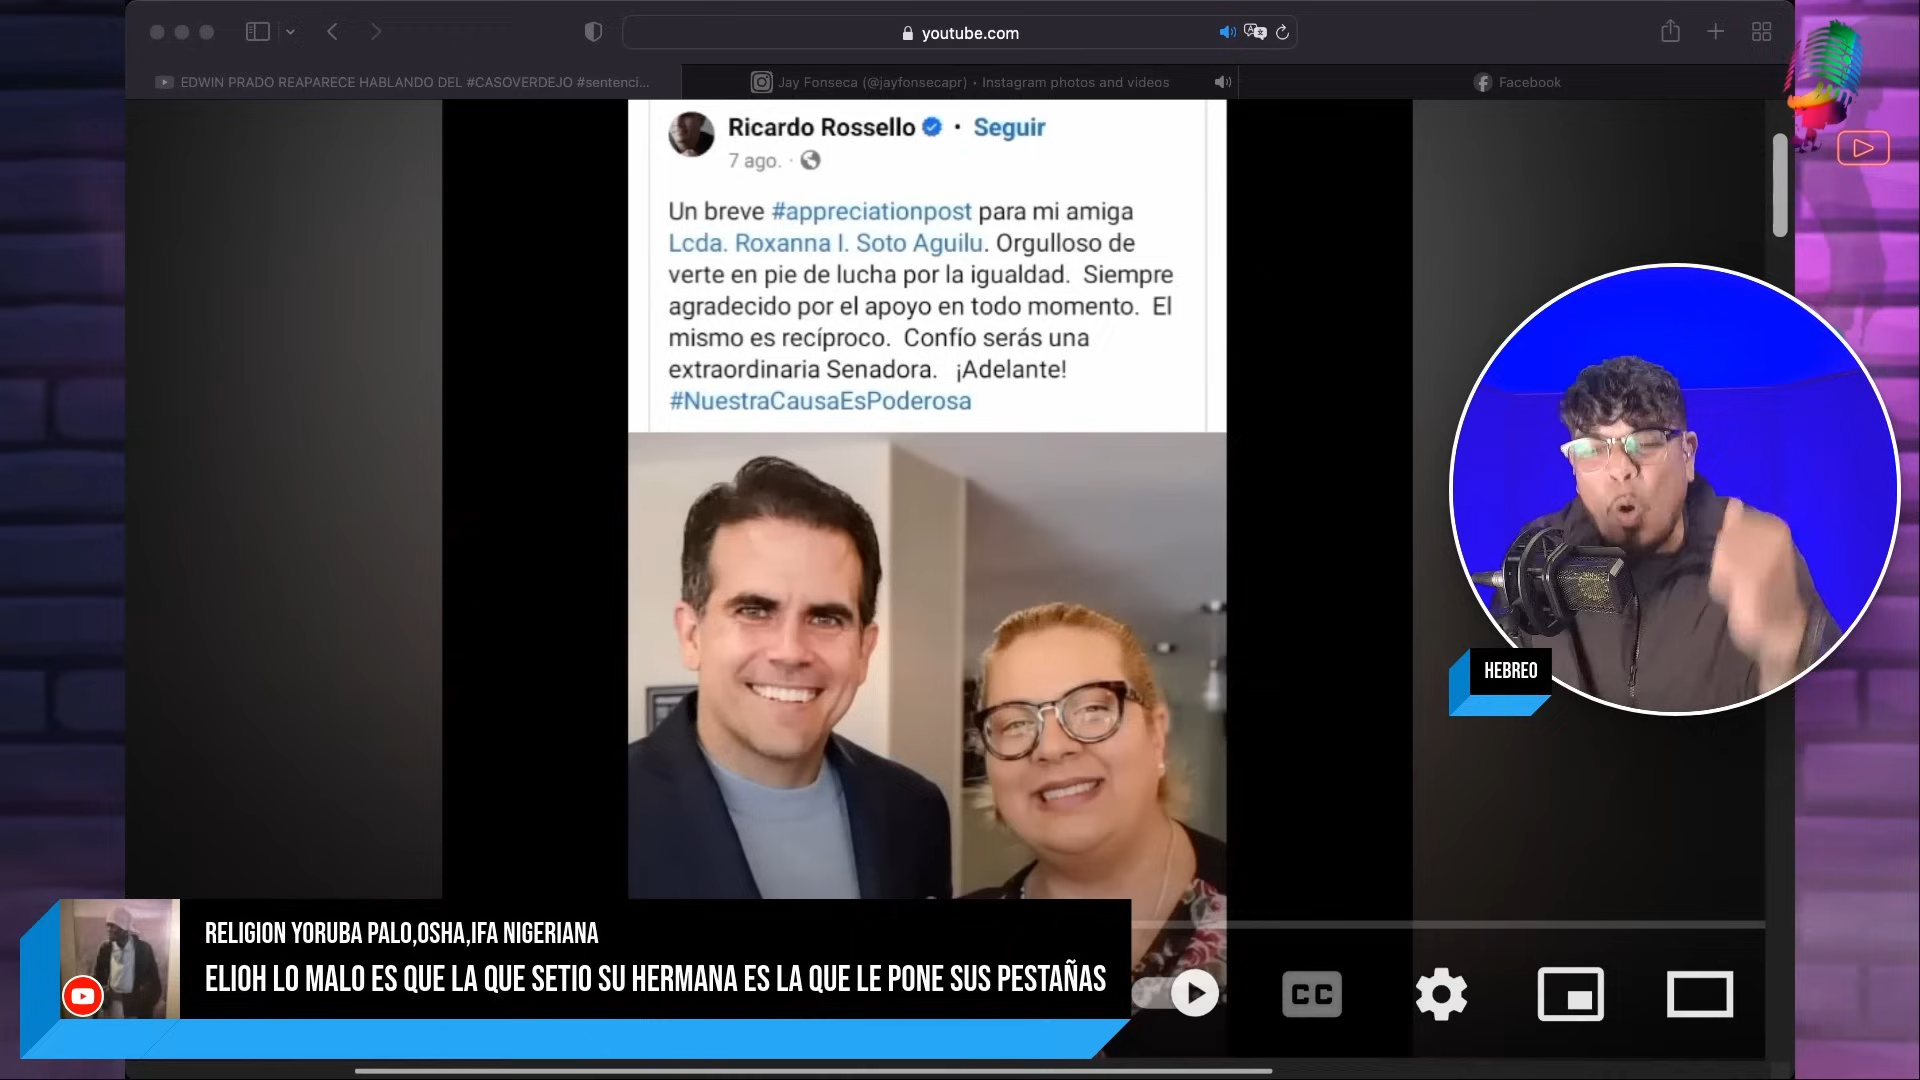 youtube.com
EDWIN PRADO REAPARECE HABLANDO DEL #CASOVERDEJO #sentenci...
Jay Fonseca (@jayfonsecapr) • Instagram photos and videos
Facebook
Ricardo Rossello · Seguir
7 ago. ·
Un breve #appreciationpost para mi amiga
Lcda. Roxanna I. Soto Aguilu. Orgulloso de
verte en pie de lucha por la igualdad. Siempre
agradecido por el apoyo en todo momento. El
mismo es recíproco. Confío serás una
extraordinaria Senadora. ¡Adelante!
#NuestraCausaEsPoderosa
HEBREO
RELIGION YORUBA PALO,OSHA,IFA NIGERIANA
ELIOH LO MALO ES QUE LA QUE SETIO SU HERMANA ES LA QUE LE PONE SUS PESTAÑAS
CC